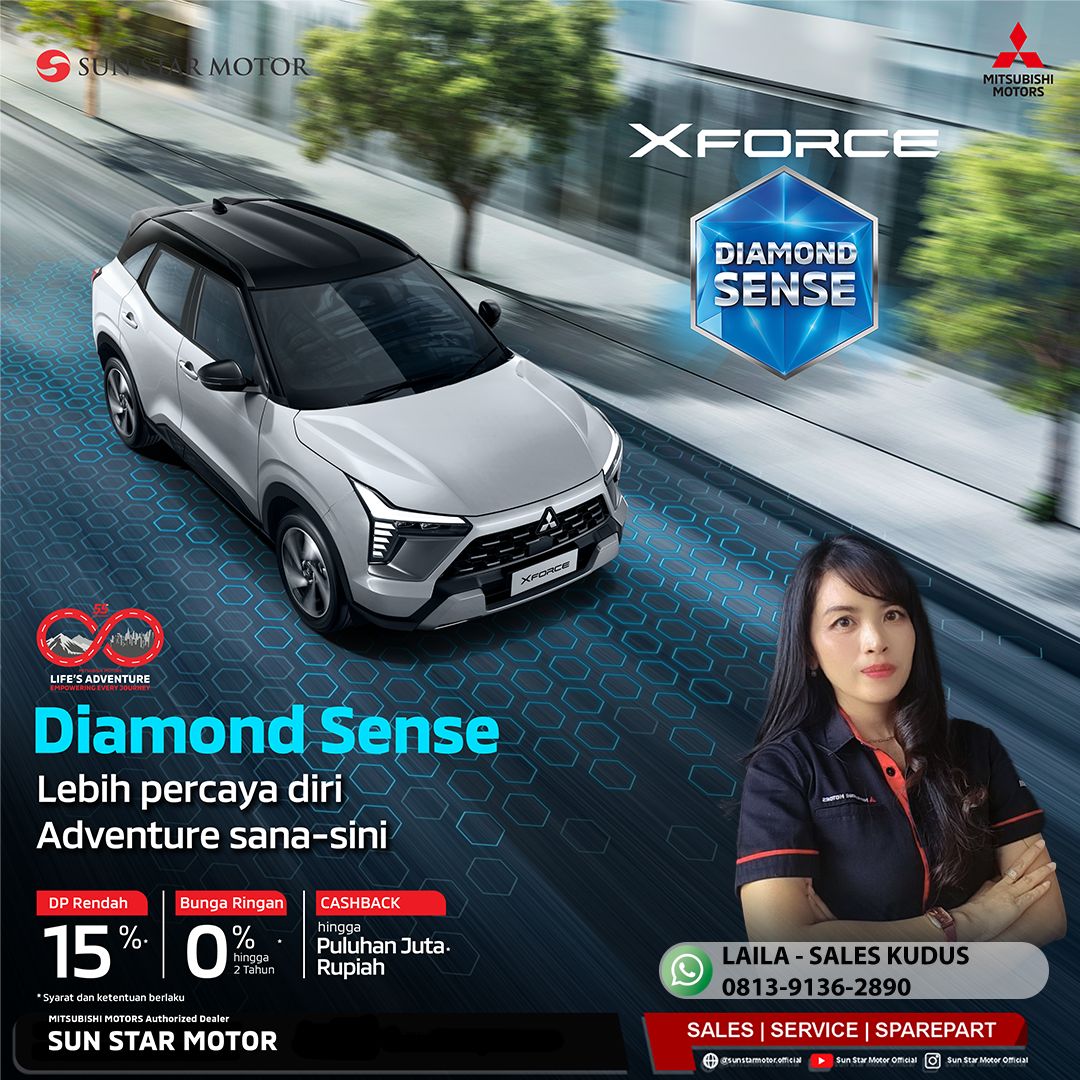 SUN STAR MOTOR
MITSUBISHI
MOTORS
XFORCE
DIAMOND
SENSE
XFORCE
55
LIFE'S ADVENTURE
EMPOWERING EVERY JOURNEY
Diamond Sense
Lebih percaya diri
Adventure sana-sini
DP Rendah
15%*
Bunga Ringan
0%*
hingga
2 Tahun
CASHBACK
hingga
Puluhan Juta*
Rupiah
* Syarat dan ketentuan berlaku
LAILA - SALES KUDUS
0813-9136-2890
MITSUBISHI MOTORS Authorized Dealer
SUN STAR MOTOR
SALES | SERVICE | SPAREPART
@sunstarmotor.official Sun Star Motor Official Sun Star Motor Official